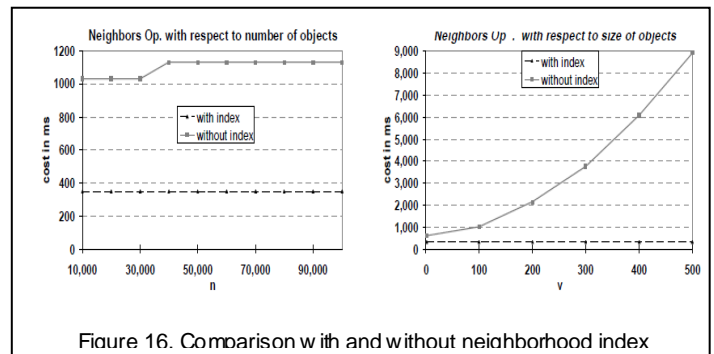 Neighbors Op. with respect to number of objects
1200
1000
800
600
400
200
0
cost in ms
with index
without index
10,000 30,000 50,000 70,000 90,000
n
Neighbors Op . with respect to size of objects
9,000
8,000
7,000
6,000
5,000
4,000
3,000
2,000
1,000
0
cost in ms
with index
without index
0 100 200 300 400 500
v
Figure 16. Comparison with and without neighborhood index